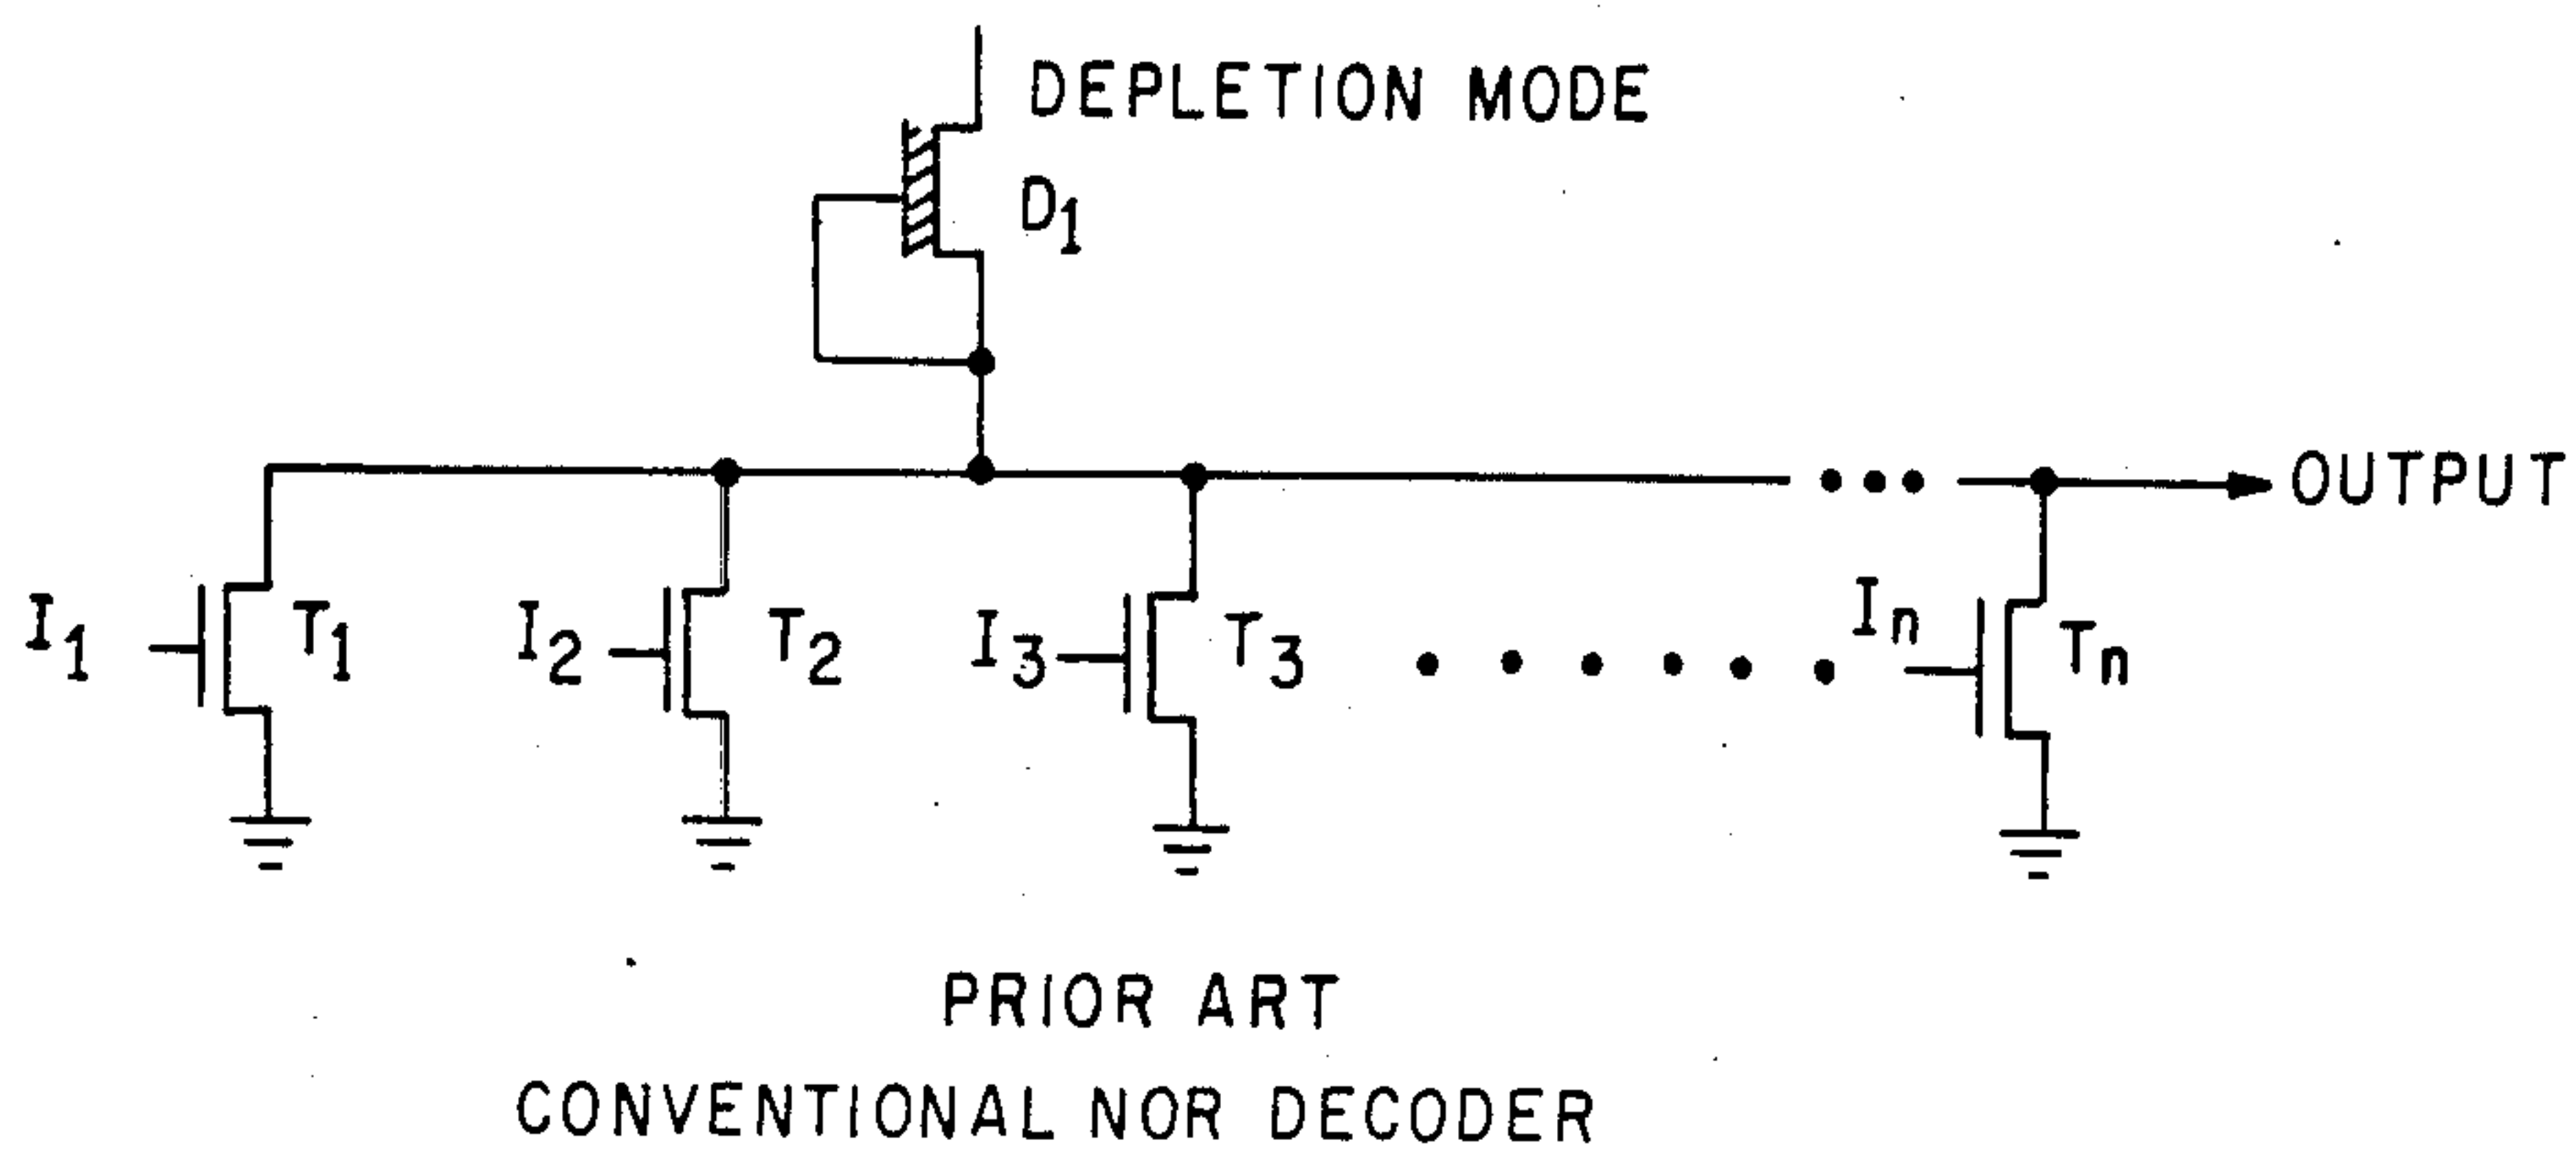 DEPLETION MODE
D1
OUTPUT
I1 T1 I2 T2 I3 T3 In Tn
PRIOR ART
CONVENTIONAL NOR DECODER